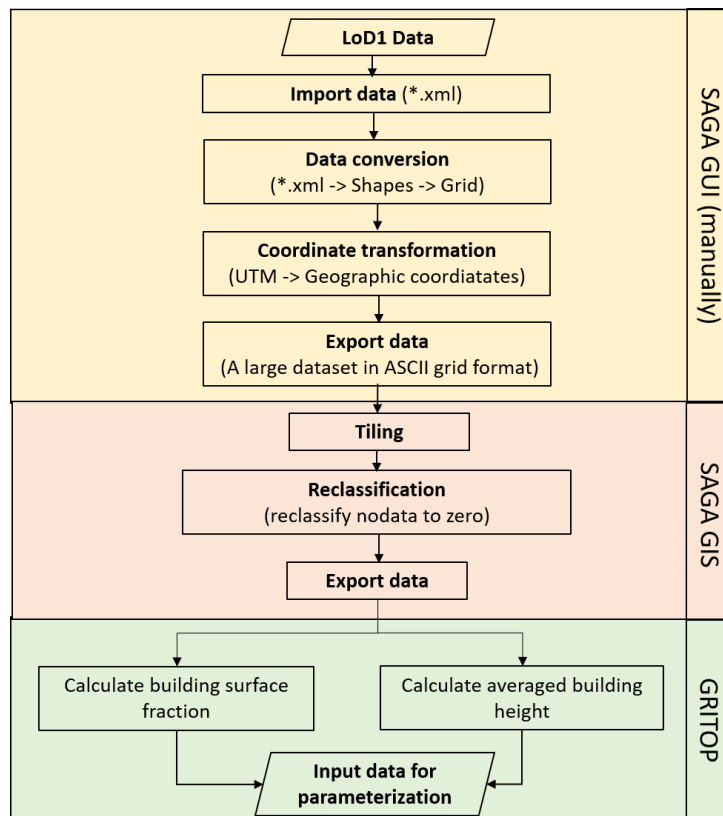 LoD1 Data
Import data (*.xml)
Data conversion
(*.xml -> Shapes -> Grid)
Coordinate transformation
(UTM -> Geographic coordiatates)
Export data
(A large dataset in ASCII grid format)
SAGA GUI (manually)
Tiling
Reclassification
(reclassify nodata to zero)
Export data
SAGA GIS
Calculate building surface
fraction
Calculate averaged building
height
Input data for
parameterization
GRITOP